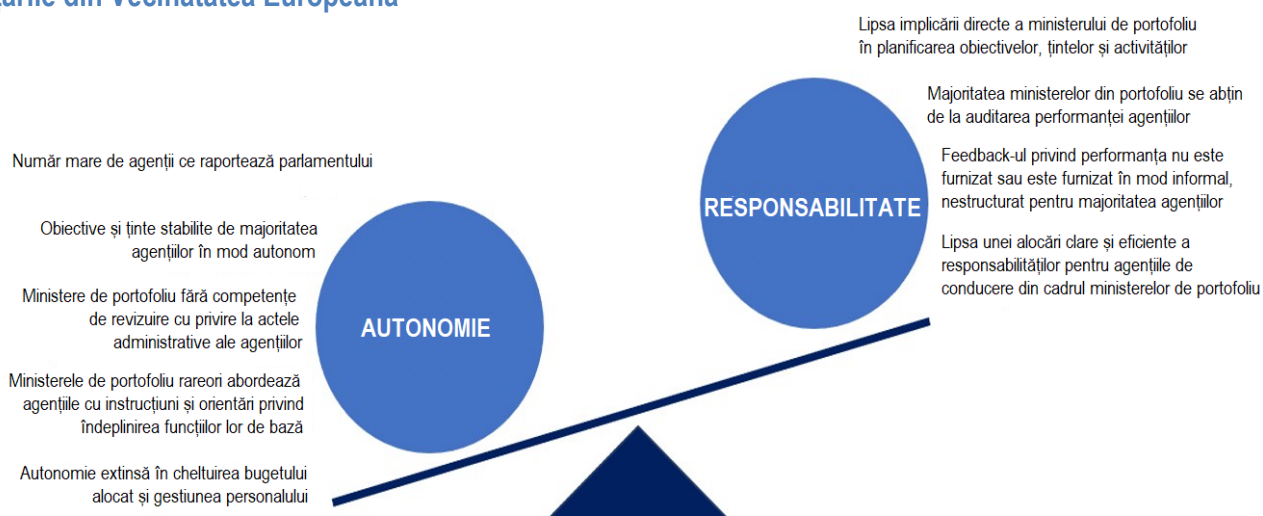 din Vecinătatea Europeană
Număr mare de agenții ce raportează parlamentului
Obiective și ținte stabilite de majoritatea
agențiilor în mod autonom
Ministere de portofoliu fără competențe
de revizuire cu privire la actele
administrative ale agențiilor
Ministerele de portofoliu rareori abordează
agențiile cu instrucțiuni și orientări privind
îndeplinirea funcțiilor lor de bază
Autonomie extinsă în cheltuirea bugetului
alocat și gestiunea personalului
AUTONOMIE
RESPONSABILITATE
Lipsa implicării directe a ministerului de portofoliu
în planificarea obiectivelor, țintelor și activităților
Majoritatea ministerelor din portofoliu se abțin
de la auditarea performanței agențiilor
Feedback-ul privind performanța nu este
furnizat sau este furnizat în mod informal,
nestructurat pentru majoritatea agențiilor
Lipsa unei alocări clare și eficiente a
responsabilităților pentru agențiile de
conducere din cadrul ministerelor de portofoliu